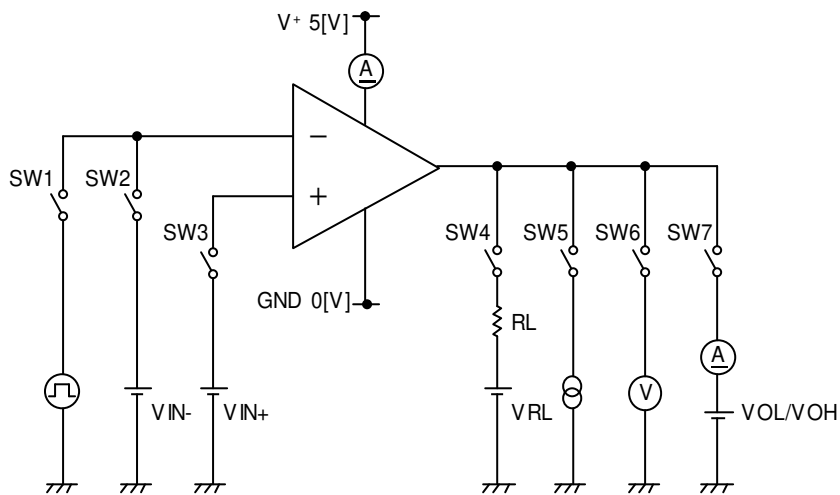 V+ 5[V]
A
SW1
SW2
−
+
SW3
SW4
SW5
SW6
SW7
GND 0[V]
RL
A
VIN-
VIN+
VRL
V
VOL/VOH